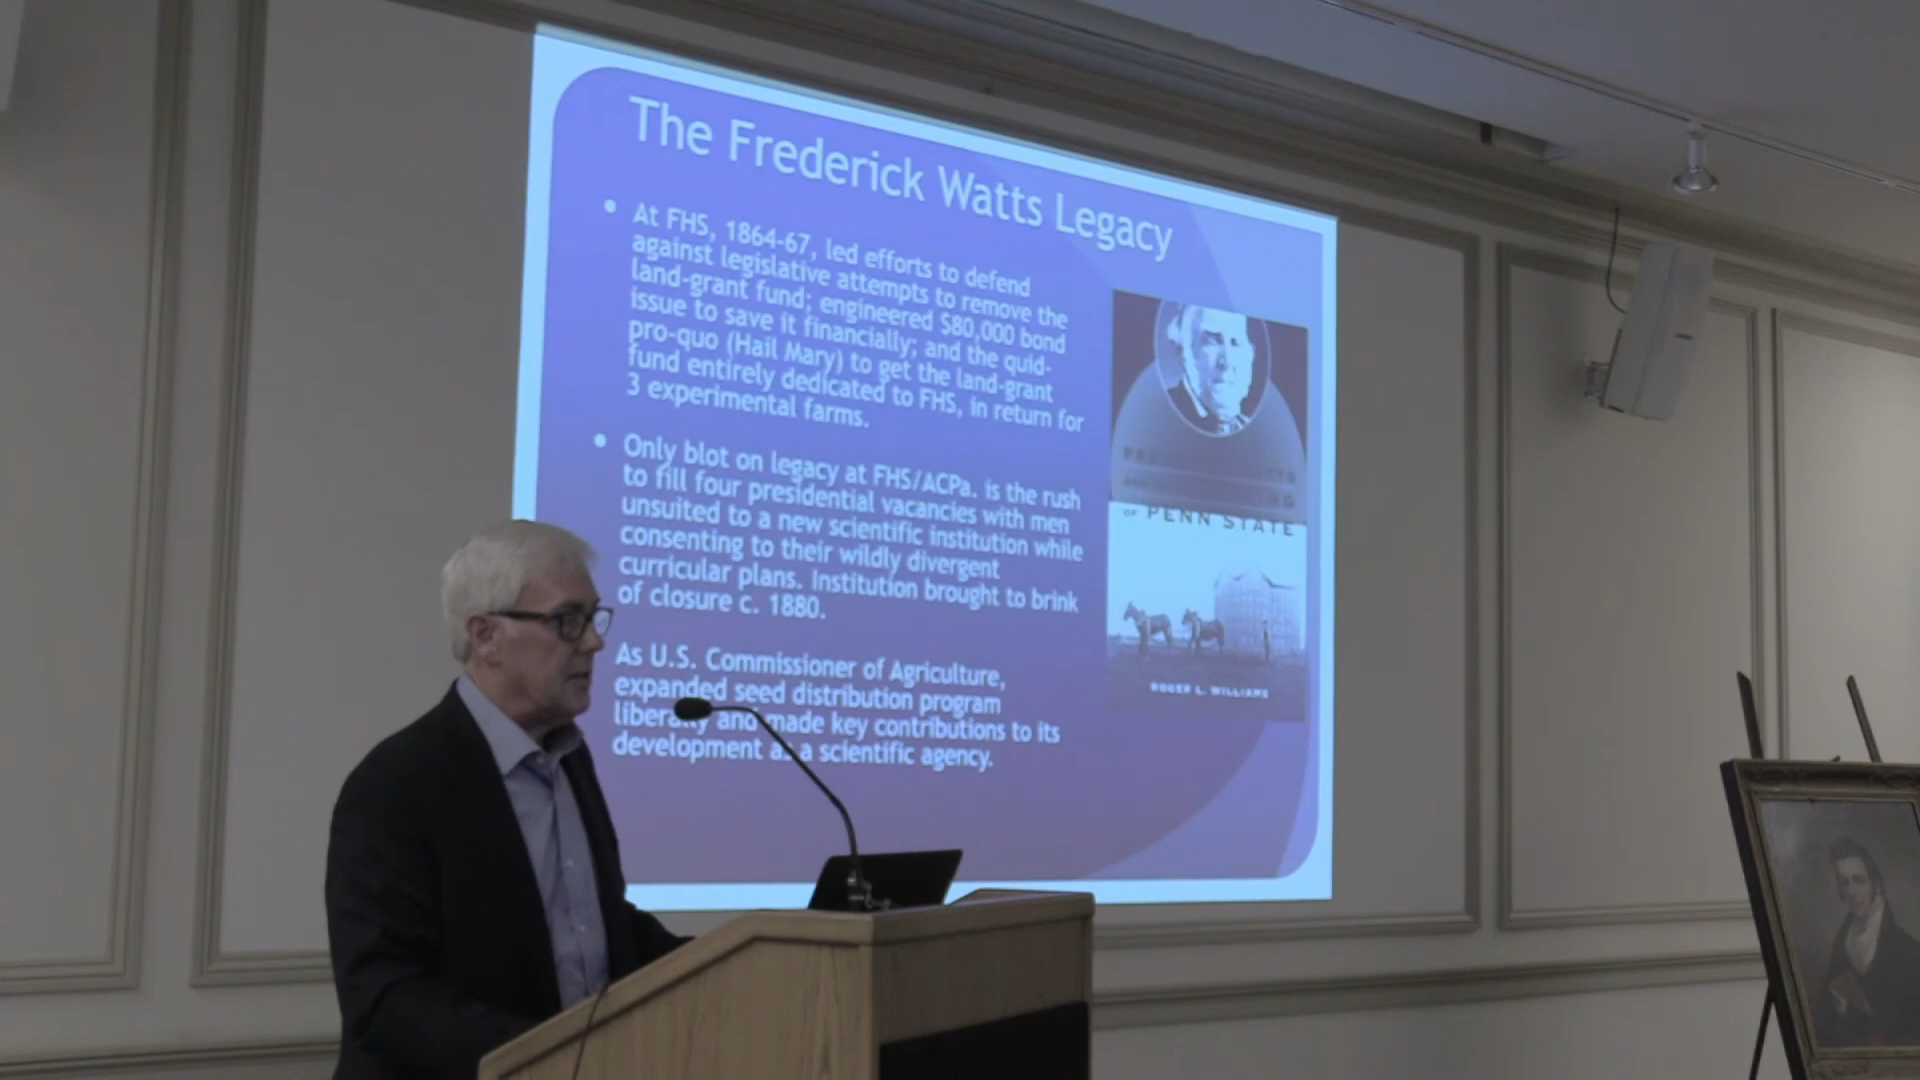 The Frederick Watts Legacy
• At FHS, 1864-67, led efforts to defend
against legislative attempts to remove the
land-grant fund; engineered $80,000 bond
issue to save it financially; and the quid-
pro-quo (Hail Mary) to get the land-grant
fund entirely dedicated to FHS, in return for
3 experimental farms.
• Only blot on legacy at FHS/ACPa. is the rush
to fill four presidential vacancies with men
unsuited to a new scientific institution while
consenting to their wildly divergent
curricular plans. Institution brought to brink
of closure c. 1880.
As U.S. Commissioner of Agriculture,
expanded seed distribution program
liberally and made key contributions to its
development as a scientific agency.
OF PENN STATE
ROGER L. WILLIAMS